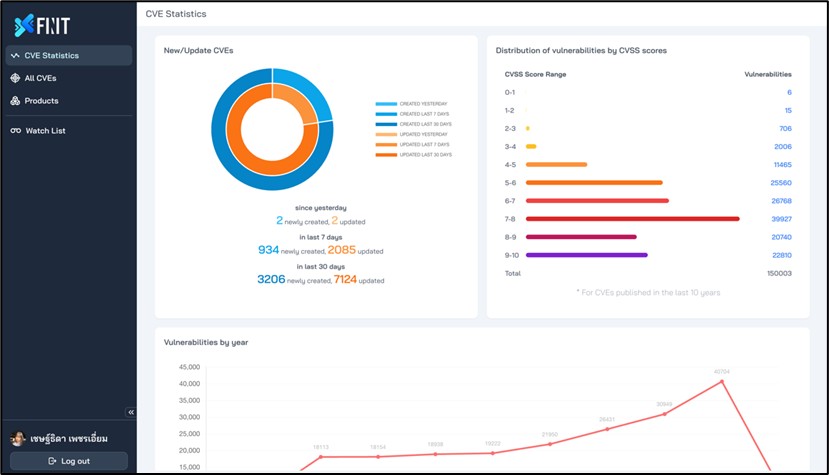 FNIT
CVE Statistics
All CVEs
Products
Watch List
เชษฐ์ธิดา เพชรเอี่ยม
Log out
CVE Statistics
New/Update CVEs
CREATED YESTERDAY
CREATED LAST 7 DAYS
CREATED LAST 30 DAYS
UPDATED YESTERDAY
UPDATED LAST 7 DAYS
UPDATED LAST 30 DAYS
since yesterday
2 newly created, 2 updated
in last 7 days
934 newly created, 2085 updated
in last 30 days
3206 newly created, 7124 updated
Distribution of vulnerabilities by CVSS scores
CVSS Score Range Vulnerabilities
0-1 6
1-2 15
2-3 706
3-4 2006
4-5 11465
5-6 25560
6-7 26768
7-8 39927
8-9 20740
9-10 22810
Total 150003
* For CVEs published in the last 10 years
Vulnerabilities by year
45,000
40,000
35,000
30,000
25,000
20,000
15,000
18113
18154
19222
21950
26431
40704